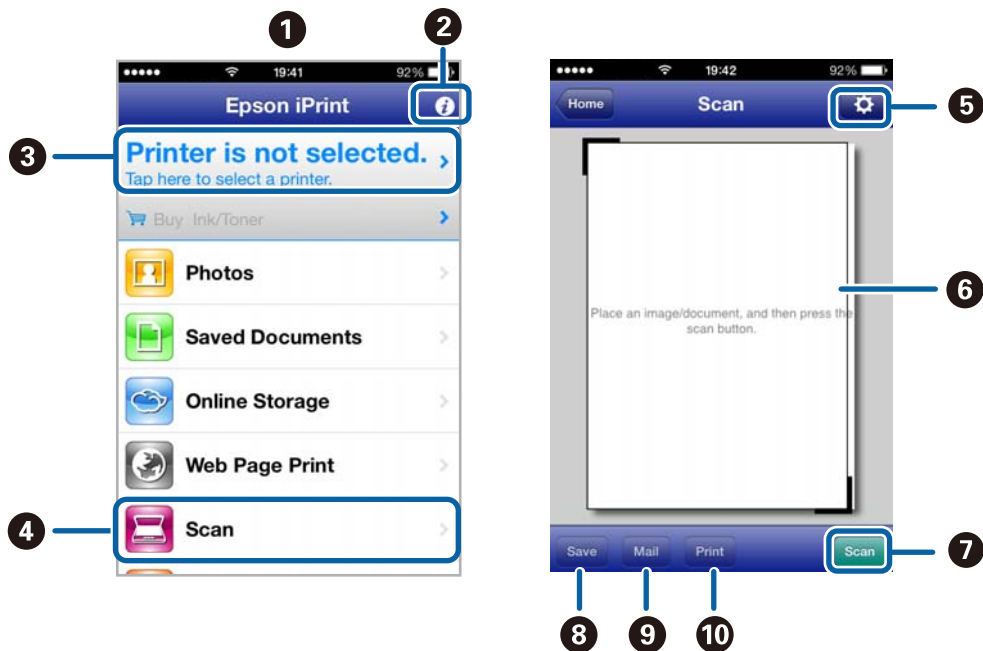 1
2
19:41
92%
Epson iPrint
i
3
Printer is not selected.
Tap here to select a printer.
Buy Ink/Toner
Photos
Saved Documents
Online Storage
Web Page Print
4
Scan
19:42
92%
Home
Scan
5
6
Place an image/document, and then press the
scan button.
Save
Mail
Print
Scan
7
8
9
10